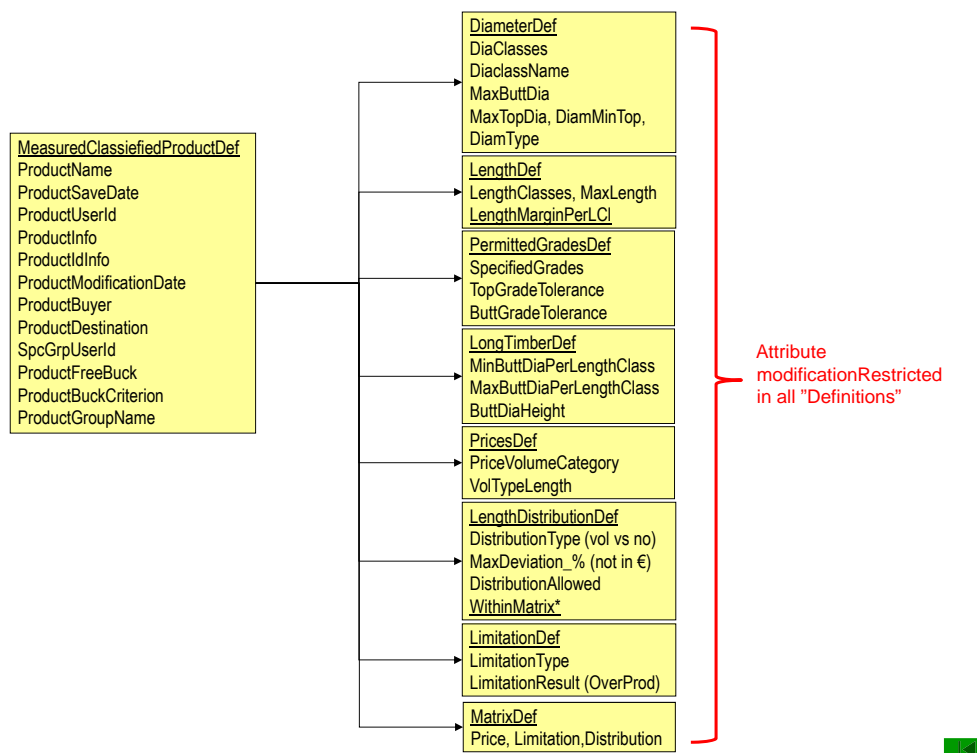 MeasuredClassiefiedProductDef
ProductName
ProductSaveDate
ProductUserId
ProductInfo
ProductIdInfo
ProductModificationDate
ProductBuyer
ProductDestination
SpcGrpUserId
ProductFreeBuck
ProductBuckCriterion
ProductGroupName
DiameterDef
DiaClasses
DiaclassName
MaxButtDia
MaxTopDia, DiamMinTop,
DiamType
LengthDef
LengthClasses, MaxLength
LengthMarginPerLCl
PermittedGradesDef
SpecifiedGrades
TopGradeTolerance
ButtGradeTolerance
LongTimberDef
MinButtDiaPerLengthClass
MaxButtDiaPerLengthClass
ButtDiaHeight
PricesDef
PriceVolumeCategory
VolTypeLength
LengthDistributionDef
DistributionType (vol vs no)
MaxDeviation_% (not in €)
DistributionAllowed
WithinMatrix*
LimitationDef
LimitationType
LimitationResult (OverProd)
MatrixDef
Price, Limitation,Distribution
Attribute
modificationRestricted
in all ”Definitions”